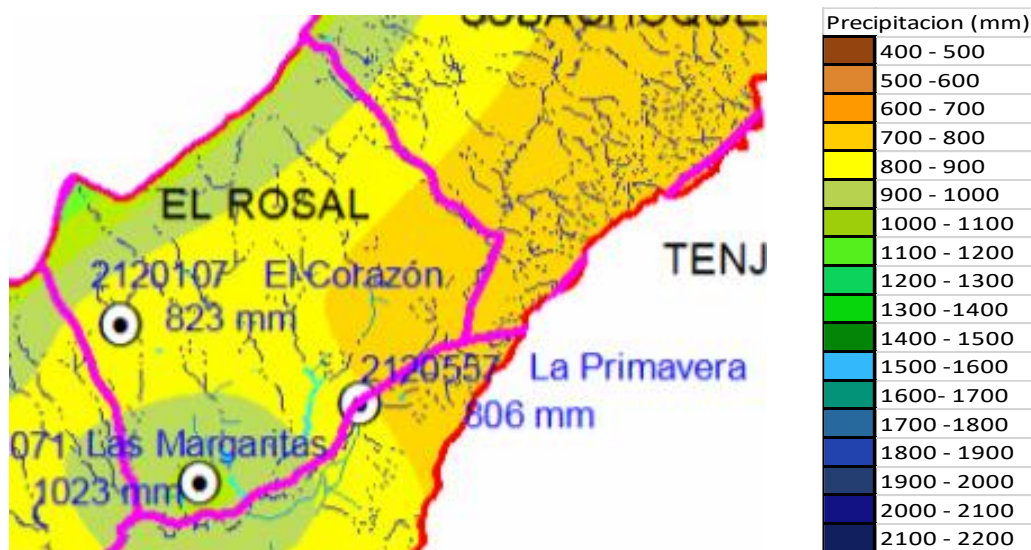 SUBACHOQUE
EL ROSAL
TENJ
2120107 El Corazón
823 mm
2120557 La Primavera
806 mm
071 Las Margaritas
1023 mm
Precipitacion (mm)
400 - 500
500 -600
600 - 700
700 - 800
800 - 900
900 - 1000
1000 - 1100
1100 - 1200
1200 - 1300
1300 -1400
1400 - 1500
1500 -1600
1600- 1700
1700 -1800
1800 - 1900
1900 - 2000
2000 - 2100
2100 - 2200